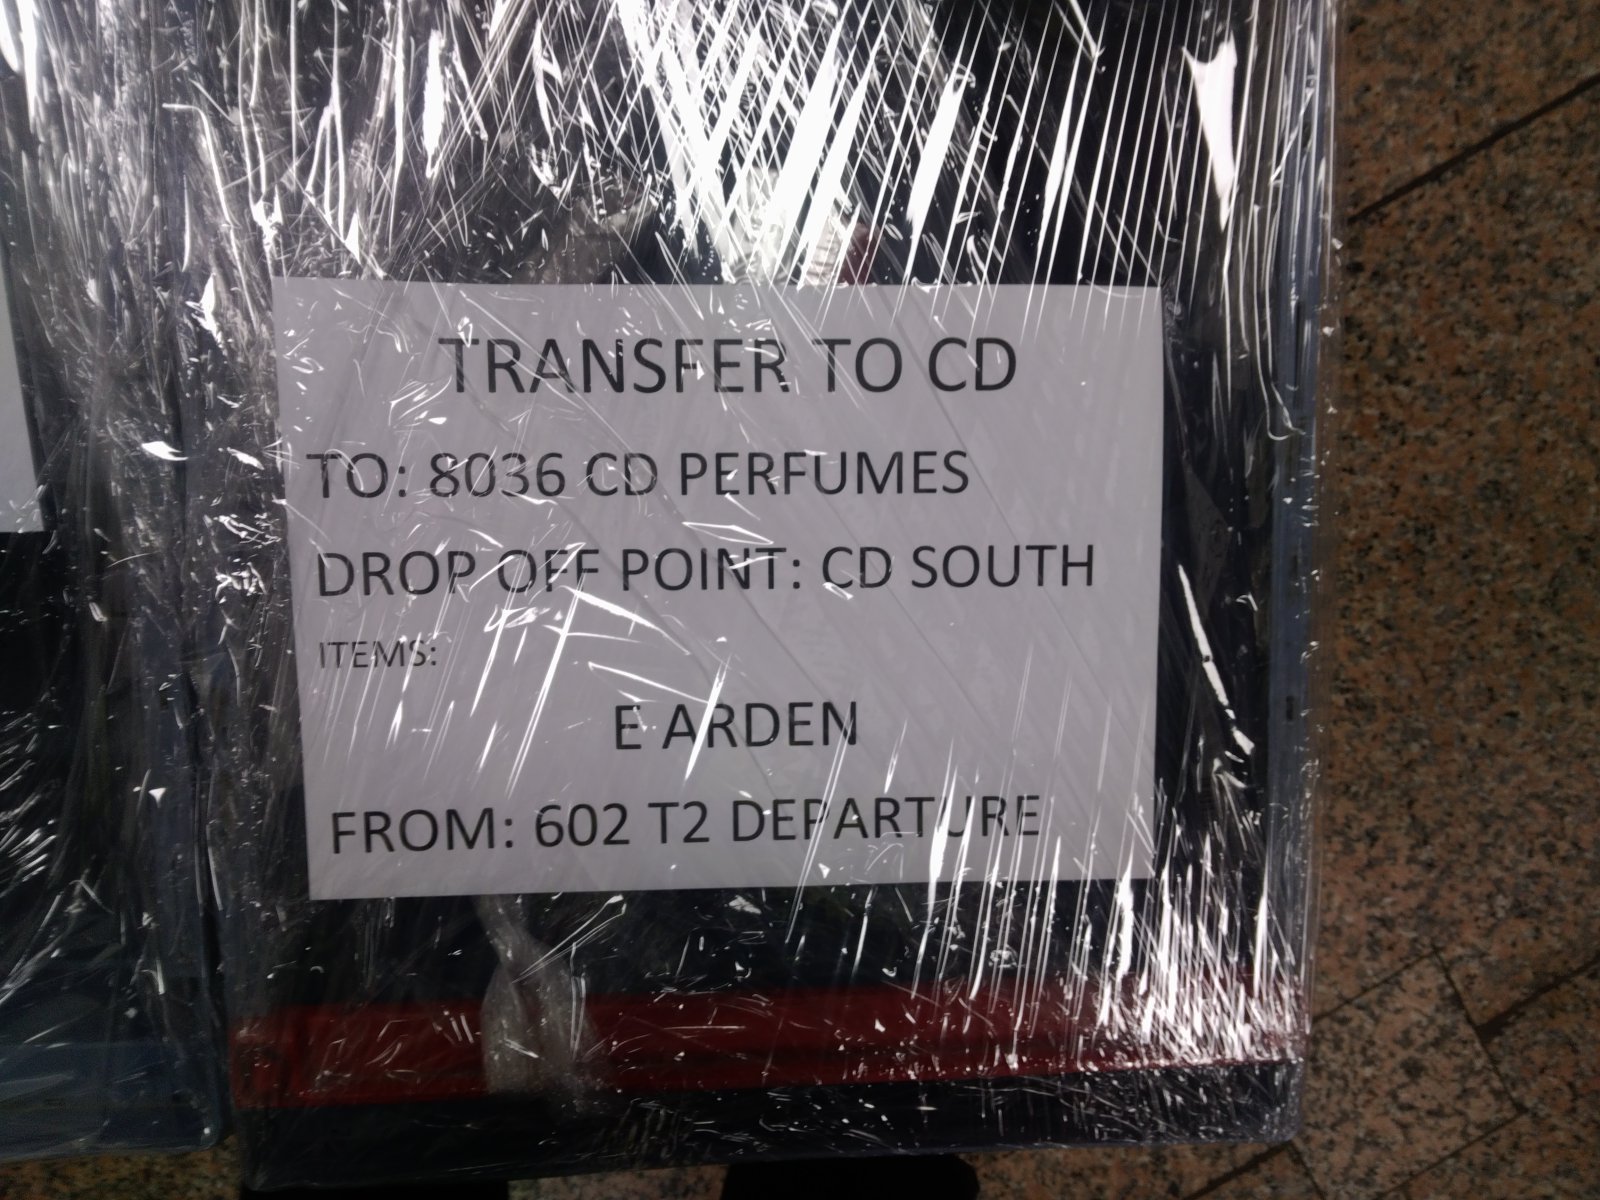 TRANSFER TO CD
TO: 8036 CD PERFUMES
DROP OFF POINT: CD SOUTH
ITEMS:
E ARDEN
FROM: 602 T2 DEPARTURE